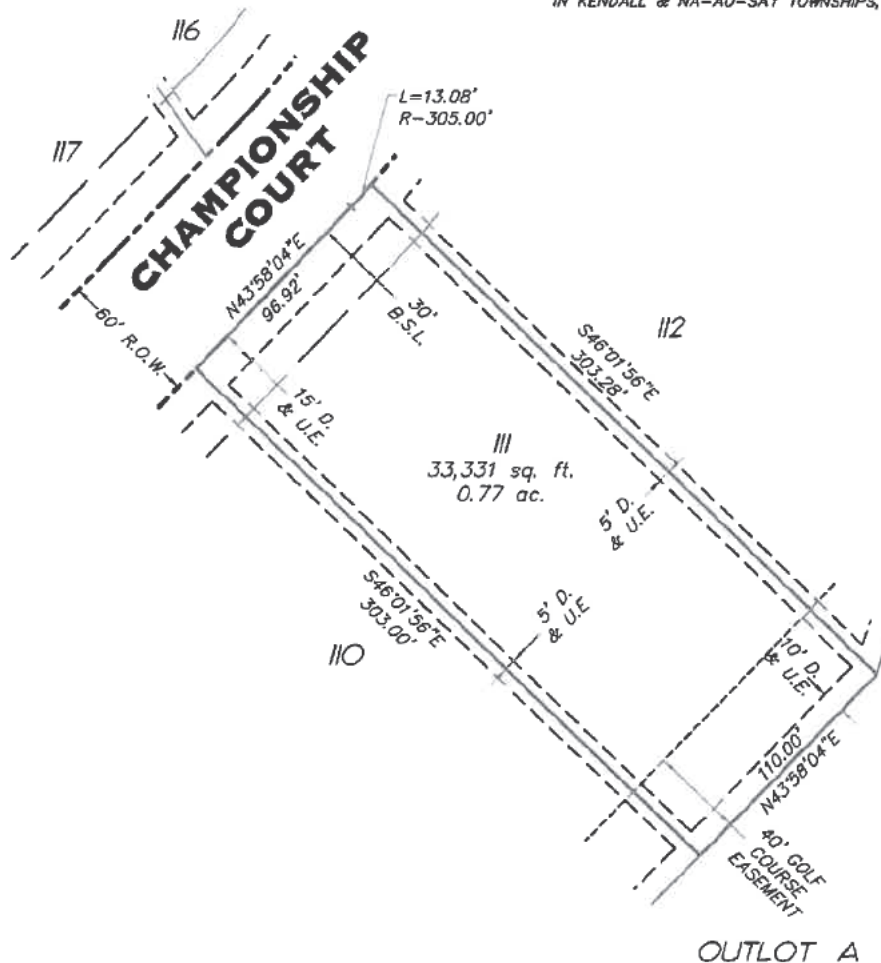 IN KENDALL & NA-AU-SAY TOWNSHIPS,
116
117
CHAMPIONSHIP
COURT
L=13.08'
R-305.00'
N43°58'04"E
96.92'
60' R.O.W.
30'
B.S.L.
15' D.
& U.E.
S46°01'56"E
303.28'
112
111
33,331 sq. ft.
0.77 ac.
5' D.
& U.E.
S46°01'56"E
303.00'
110
5' D.
& U.E
10' D.
& U.E.
110.00'
N43°58'04"E
40' GOLF
COURSE
EASEMENT
OUTLOT A